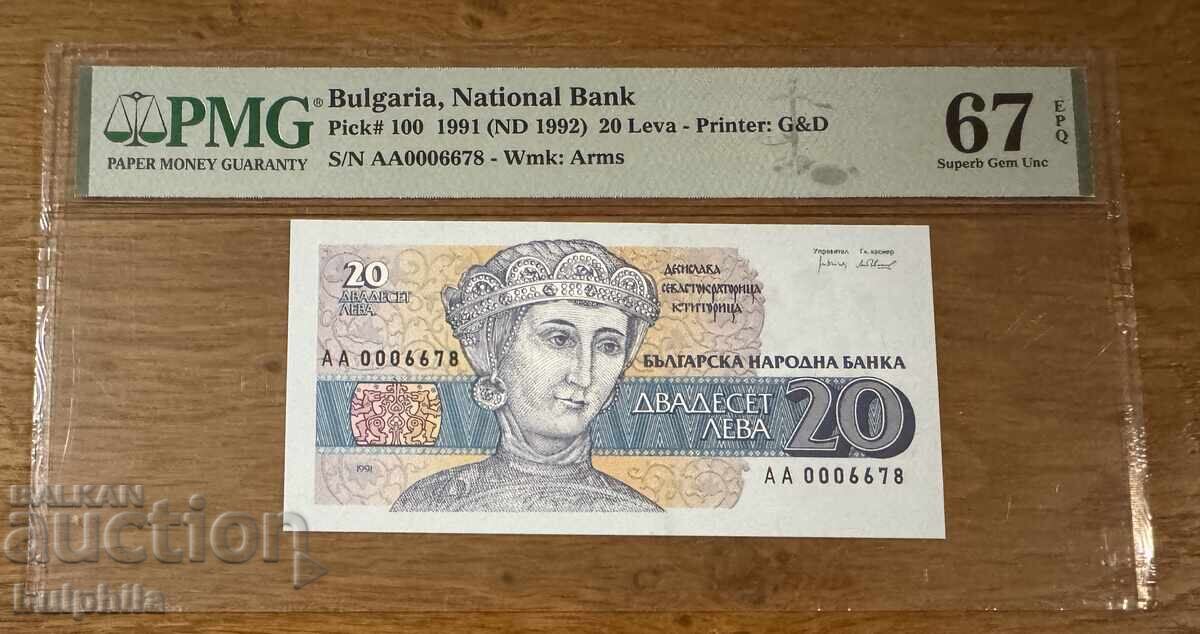 PMG®
PAPER MONEY GUARANTY
Bulgaria, National Bank
Pick# 100 1991 (ND 1992) 20 Leva - Printer: G&D
S/N AA0006678 - Wmk: Arms
67
EPQ
Superb Gem Unc
20
ДВАДЕСЕТ
ЛЕВА
ДЕСИСЛАВА
СЕВАСТОКРАТОРИЦА
КТИТОРИЦА
Управител Гл. касиер
АА 0006678
БЪЛГАРСКА НАРОДНА БАНКА
ДВАДЕСЕТ
ЛЕВА
20
1991
АА 0006678
BALKAN
auction
hulphila